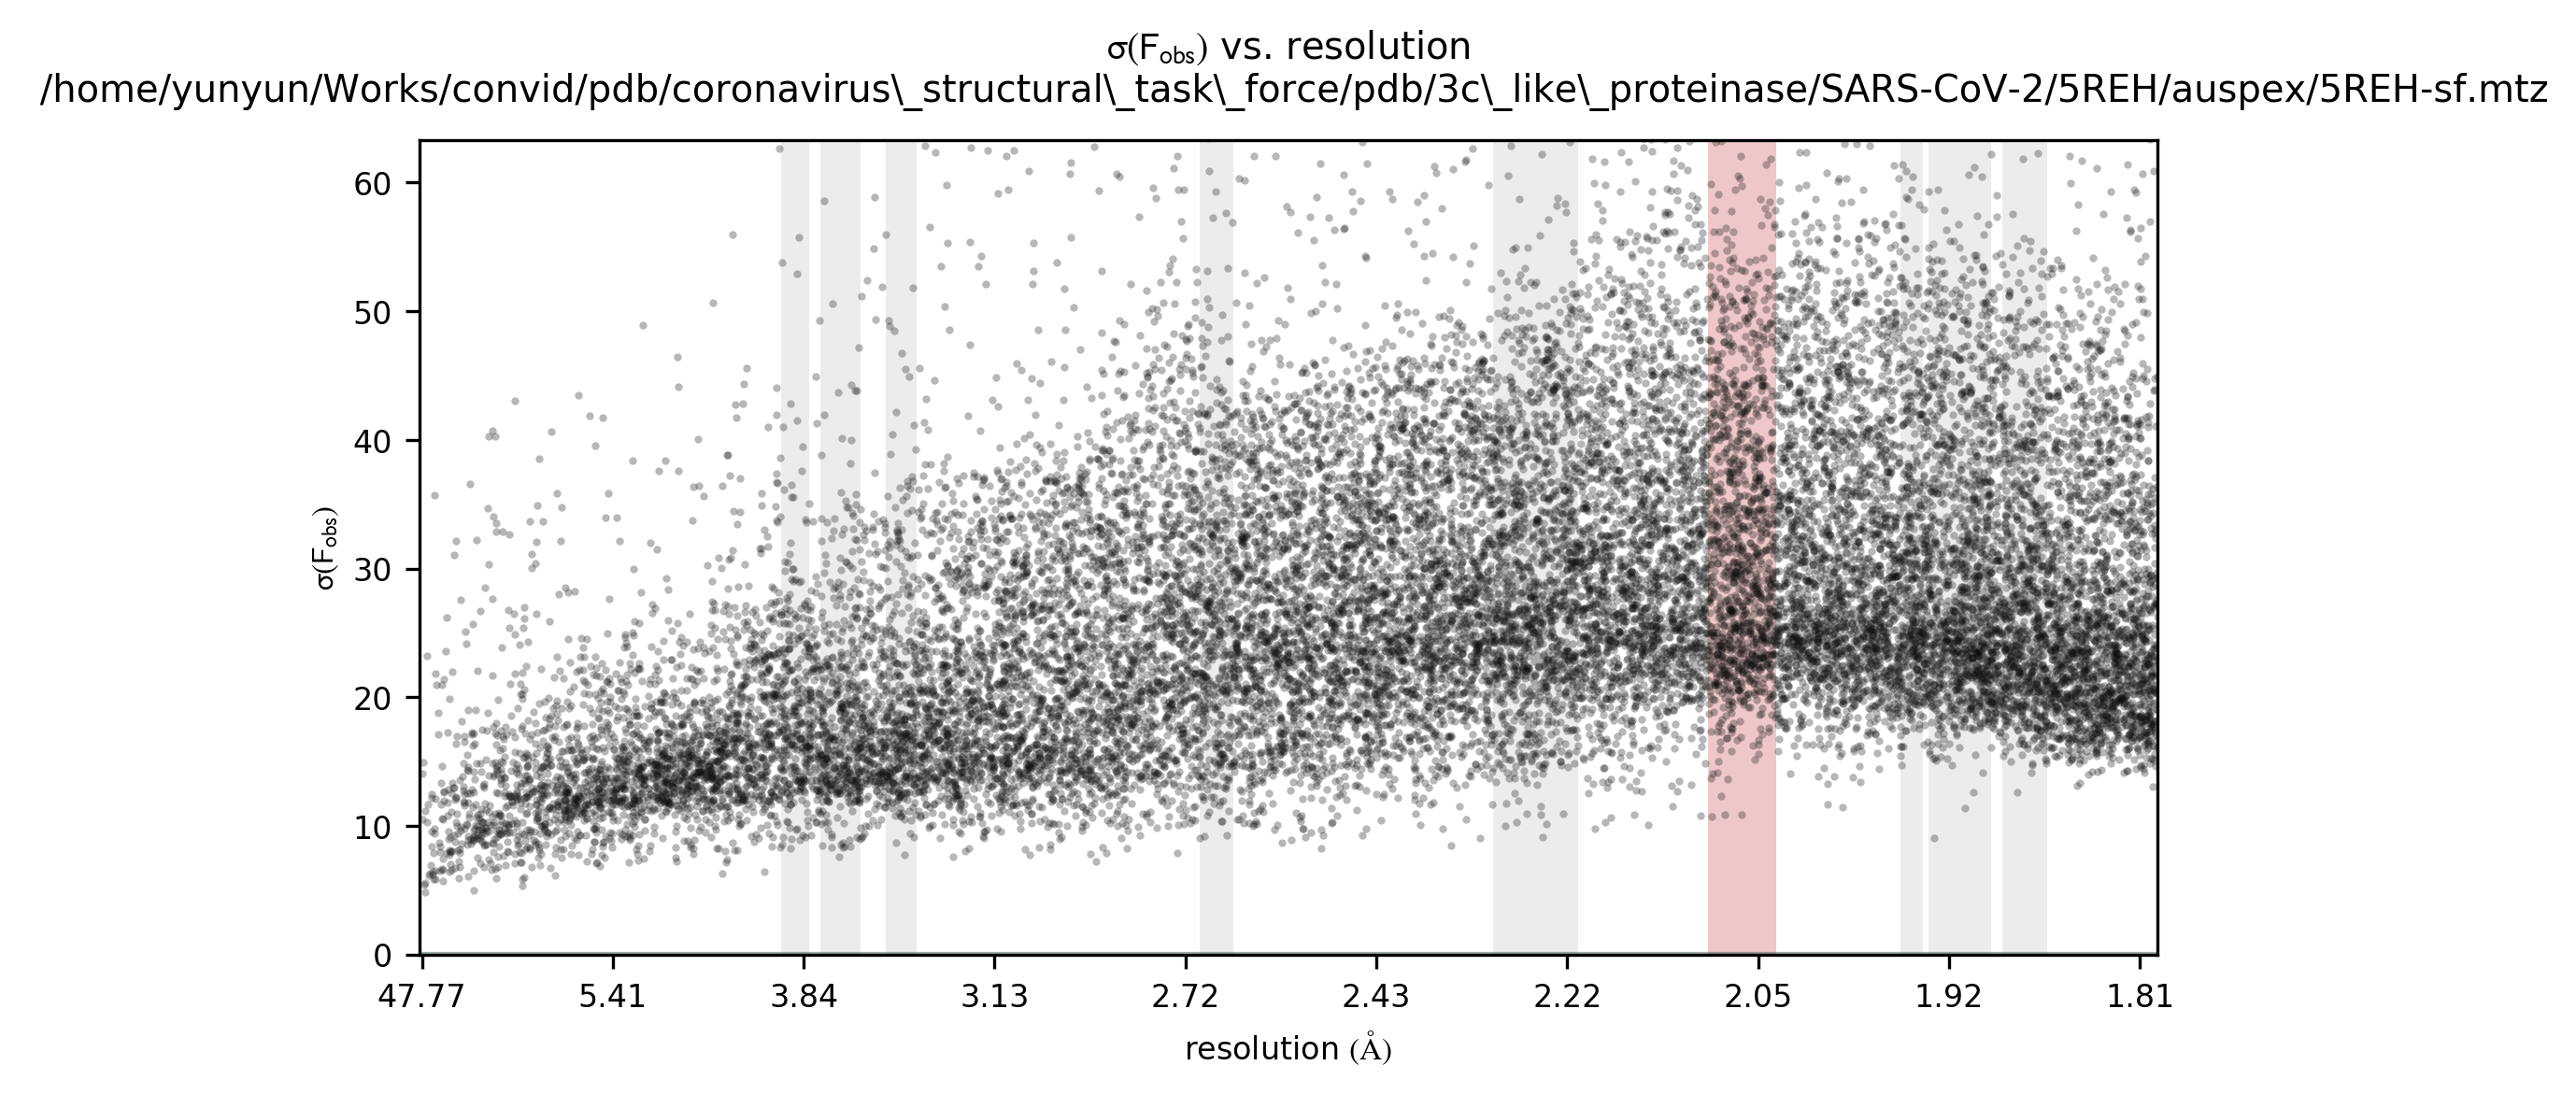 σ(Fobs) vs. resolution
/home/yunyun/Works/convid/pdb/coronavirus\_structural\_task\_force/pdb/3c\_like\_proteinase/SARS-CoV-2/5REH/auspex/5REH-sf.mtz
60
50
40
30
20
10
0
σ(Fobs)
47.77 5.41 3.84 3.13 2.72 2.43 2.22 2.05 1.92 1.81
resolution (Å)